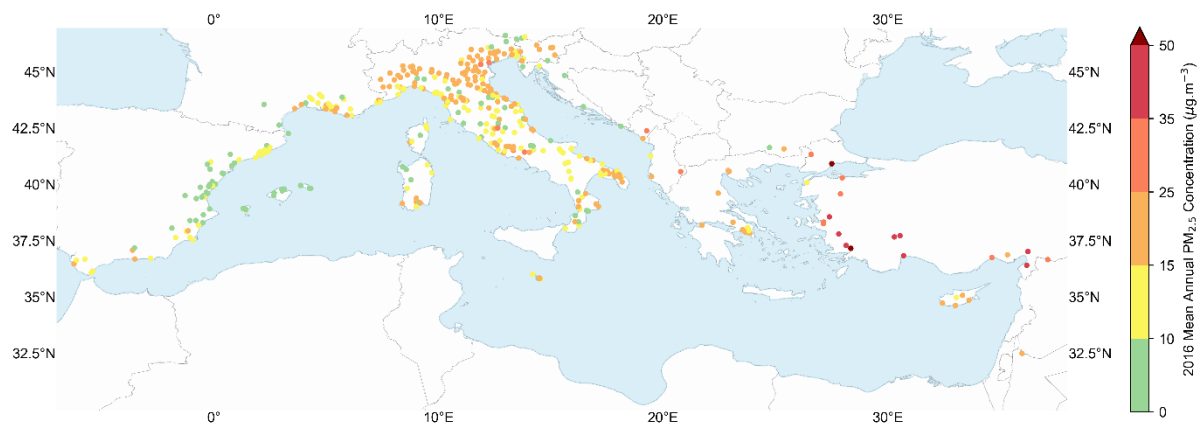 0° 10°E 20°E 30°E
45°N 45°N
42.5°N 42.5°N
40°N 40°N
37.5°N 37.5°N
35°N 35°N
32.5°N 32.5°N
0° 10°E 20°E 30°E
50
35
25
15
10
0
2016 Mean Annual PM2.5 Concentration (μg.m−3)